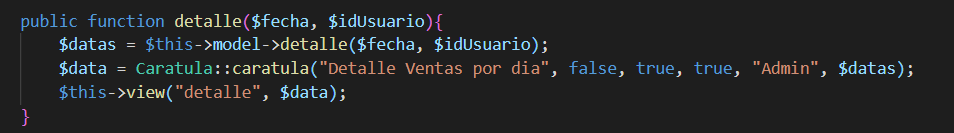 public function detalle($fecha, $idUsuario){
    $datas = $this->model->detalle($fecha, $idUsuario);
    $data = Caratula::caratula("Detalle Ventas por dia", false, true, true, "Admin", $datas);
    $this->view("detalle", $data);
}